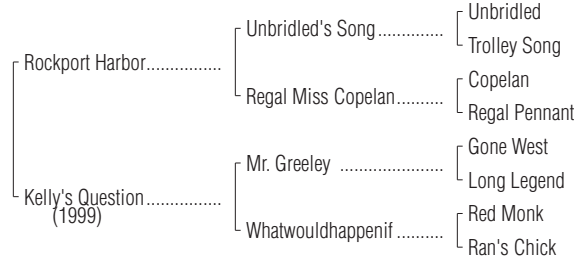 Unbridled
Unbridled's Song..............
Trolley Song
Rockport Harbor................
Copelan
Regal Miss Copelan..........
Regal Pennant
Gone West
Mr. Greeley ......................
Long Legend
Kelly's Question................
(1999)
Red Monk
Whatwouldhappenif ..........
Ran's Chick